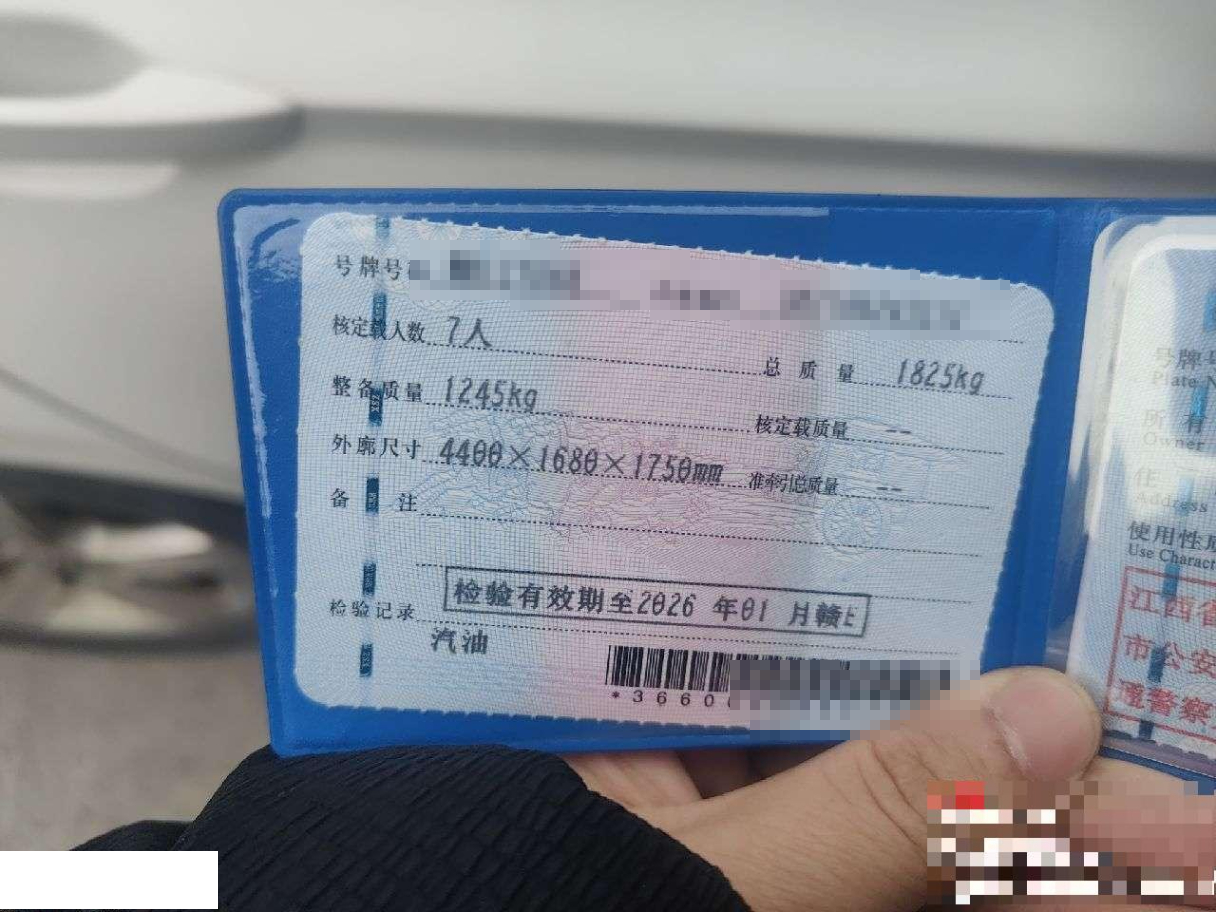 号牌号
核定载人数 7人
总质量 1825kg
整备质量 1245kg
核定载质量 --
外廓尺寸 4400×1680×1750mm
准牵引总质量 --
备注
检验记录 检验有效期至2026年01月赣E
汽油
*3660
号牌号
Plate N
所有
Owner
住
Address
使用性质
Use Charact
江西省
市公安
通警察